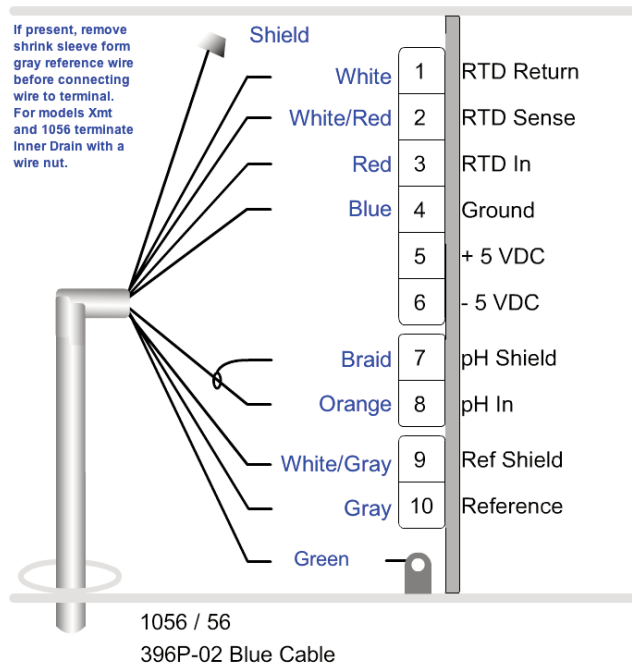 If present, remove
shrink sleeve form
gray reference wire
before connecting
wire to terminal.
For models Xmt
and 1056 terminate
Inner Drain with a
wire nut.
Shield
White 1 RTD Return
White/Red 2 RTD Sense
Red 3 RTD In
Blue 4 Ground
5 + 5 VDC
6 - 5 VDC
Braid 7 pH Shield
Orange 8 pH In
White/Gray 9 Ref Shield
Gray 10 Reference
Green
1056 / 56
396P-02 Blue Cable